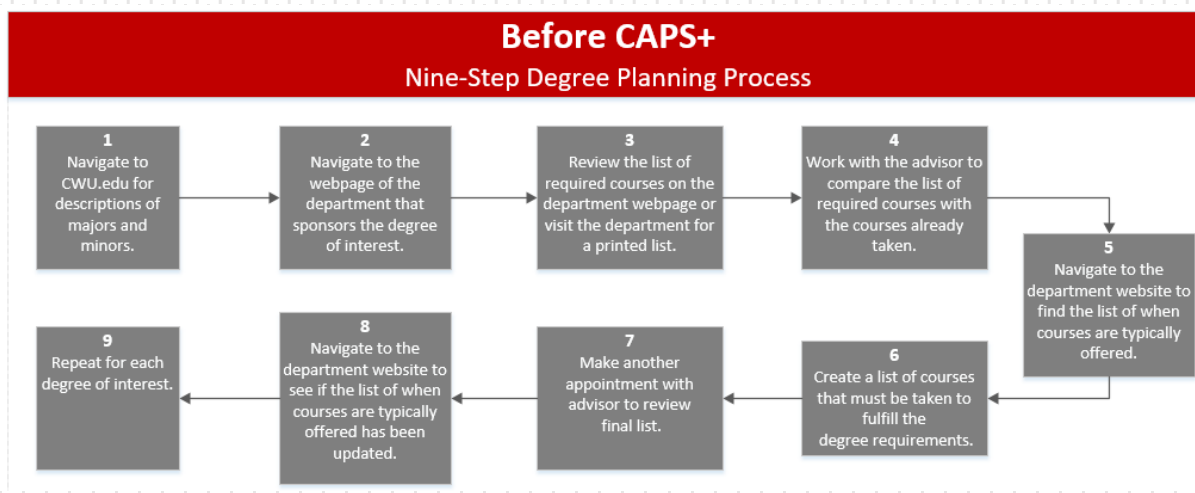 Before CAPS+
Nine-Step Degree Planning Process
1
Navigate to
CWU.edu for
descriptions of
majors and
minors.
2
Navigate to the
webpage of the
department that
sponsors the degree
of interest.
3
Review the list of
required courses on the
department webpage or
visit the department for
a printed list.
4
Work with the advisor to
compare the list of
required courses with
the courses already
taken.
5
Navigate to the
department website to
find the list of when
courses are typically
offered.
6
Create a list of courses
that must be taken to
fulfill the
degree requirements.
7
Make another
appointment with
advisor to review
final list.
8
Navigate to the
department website to
see if the list of when
courses are typically
offered has been
updated.
9
Repeat for each
degree of interest.